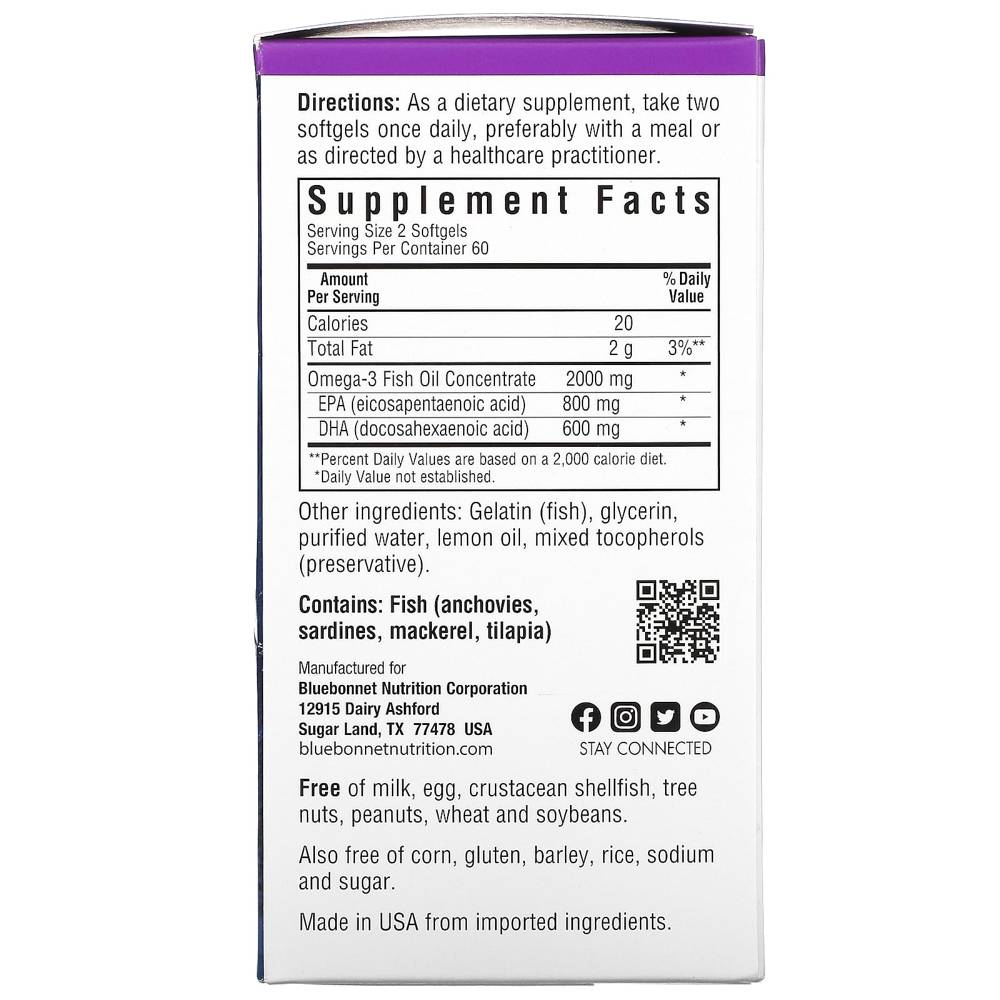 Directions: As a dietary supplement, take two
softgels once daily, preferably with a meal or
as directed by a healthcare practitioner.
Supplement Facts
Serving Size 2 Softgels
Servings Per Container 60
Amount
Per Serving
% Daily
Value
Calories 20
Total Fat 2 g 3%**
Omega-3 Fish Oil Concentrate 2000 mg *
EPA (eicosapentaenoic acid) 800 mg *
DHA (docosahexaenoic acid) 600 mg *
**Percent Daily Values are based on a 2,000 calorie diet.
*Daily Value not established.
Other ingredients: Gelatin (fish), glycerin,
purified water, lemon oil, mixed tocopherols
(preservative).
Contains: Fish (anchovies,
sardines, mackerel, tilapia)
Manufactured for
Bluebonnet Nutrition Corporation
12915 Dairy Ashford
Sugar Land, TX 77478 USA
bluebonnetnutrition.com
STAY CONNECTED
Free of milk, egg, crustacean shellfish, tree
nuts, peanuts, wheat and soybeans.
Also free of corn, gluten, barley, rice, sodium
and sugar.
Made in USA from imported ingredients.